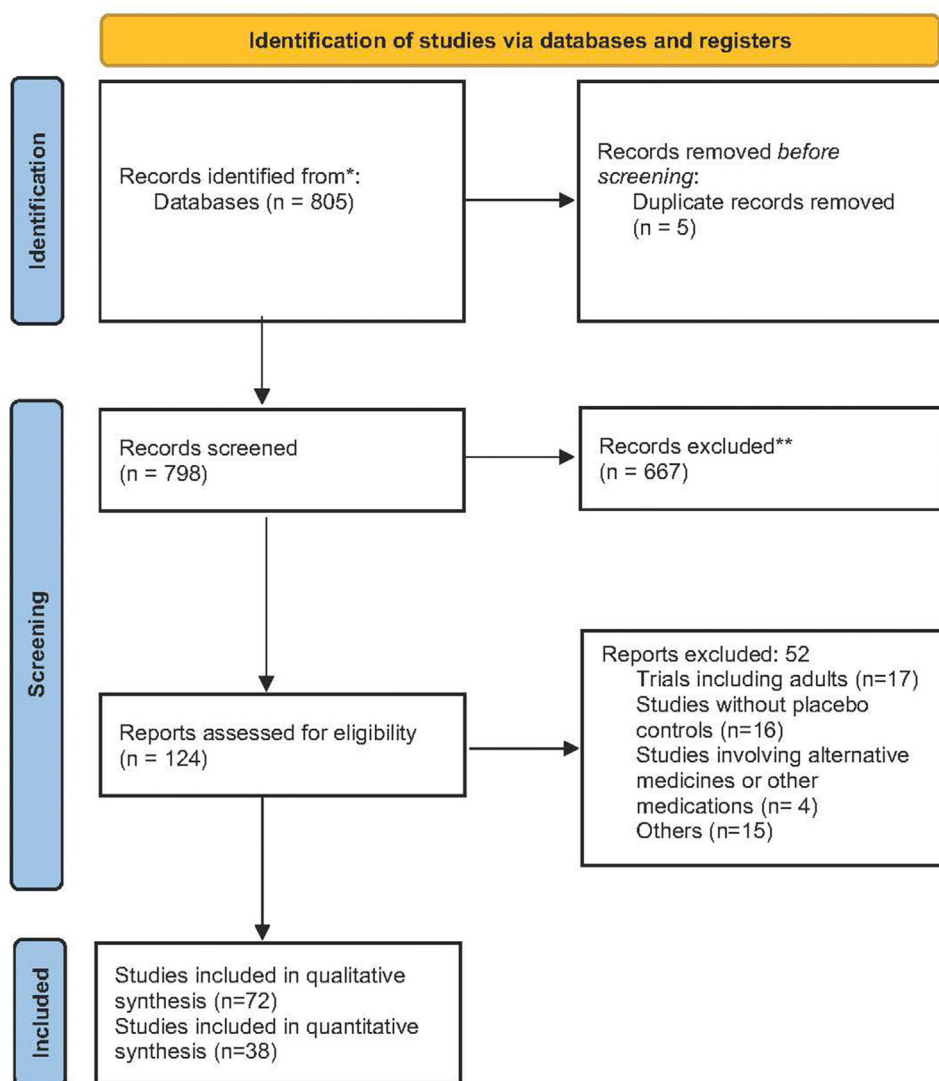 Identification of studies via databases and registers
Identification
Records identified from*:
Databases (n = 805)
Records removed before
screening:
Duplicate records removed
(n = 5)
Screening
Records screened
(n = 798)
Records excluded**
(n = 667)
Reports assessed for eligibility
(n = 124)
Reports excluded: 52
Trials including adults (n=17)
Studies without placebo
controls (n=16)
Studies involving alternative
medicines or other
medications (n= 4)
Others (n=15)
Included
Studies included in qualitative
synthesis (n=72)
Studies included in quantitative
synthesis (n=38)